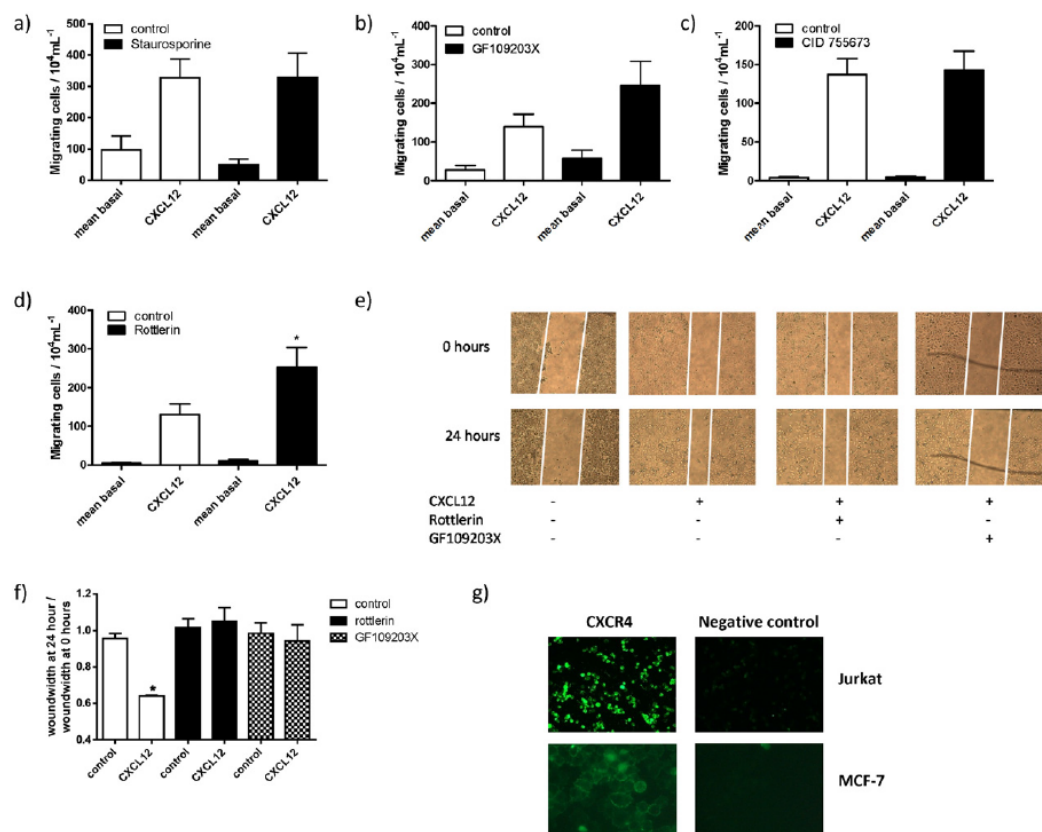 a)
control
Staurosporine
Migrating cells / 10⁴mL⁻¹
500
400
300
200
100
0
mean basal
CXCL12
mean basal
CXCL12
b)
control
GF109203X
Migrating cells / 10⁴mL⁻¹
400
300
200
100
0
mean basal
CXCL12
mean basal
CXCL12
c)
control
CID 755673
Migrating cells / 10⁴mL⁻¹
200
150
100
50
0
mean basal
CXCL12
mean basal
CXCL12
d)
control
Rottlerin
Migrating cells / 10⁴mL⁻¹
400
300
200
100
0
*
mean basal
CXCL12
mean basal
CXCL12
e)
0 hours
24 hours
CXCL12 - + + +
Rottlerin - - + -
GF109203X - - - +
f)
control
rottlerin
GF109203X
woundwidth at 24 hour /
woundwidth at 0 hours
1.2
1.0
0.8
0.6
0.4
*
control
CXCL12
control
CXCL12
control
CXCL12
g)
CXCR4 Negative control
Jurkat
MCF-7